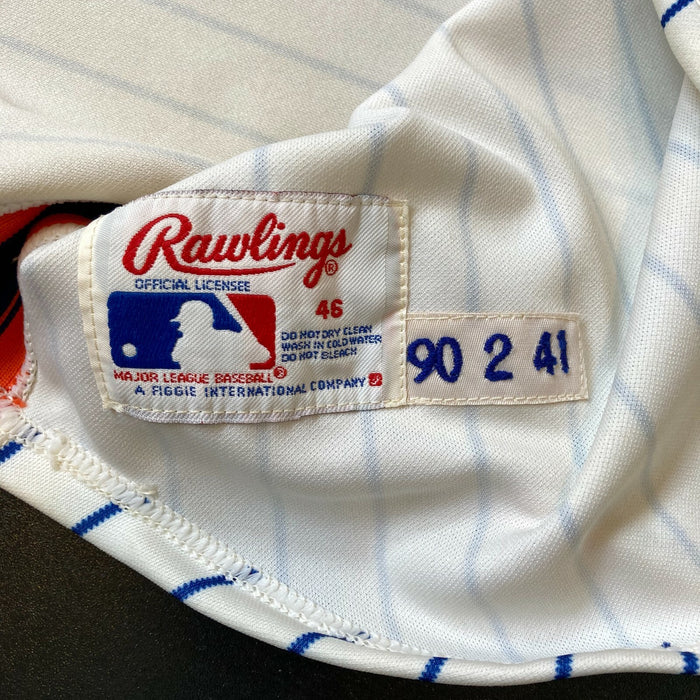 Rawlings®
OFFICIAL LICENSEE
46
DO NOT DRY CLEAN
WASH IN COLD WATER
DO NOT BLEACH
MAJOR LEAGUE BASEBALL®
A FIGGIE INTERNATIONAL COMPANY
90 2 41